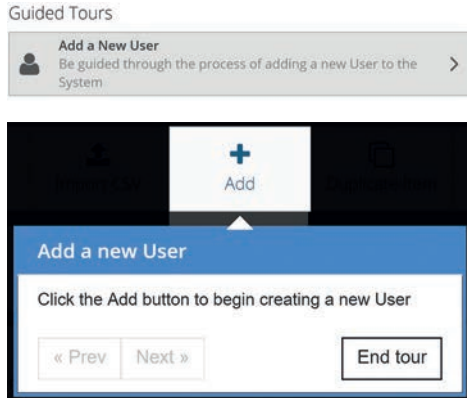 Guided Tours
Add a New User
Be guided through the process of adding a new User to the
System
Add
Add a new User
Click the Add button to begin creating a new User
« Prev Next » End tour